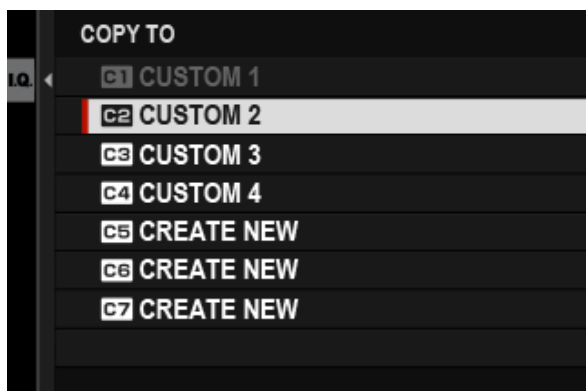 COPY TO
I.Q.
C1 CUSTOM 1
C2 CUSTOM 2
C3 CUSTOM 3
C4 CUSTOM 4
C5 CREATE NEW
C6 CREATE NEW
C7 CREATE NEW